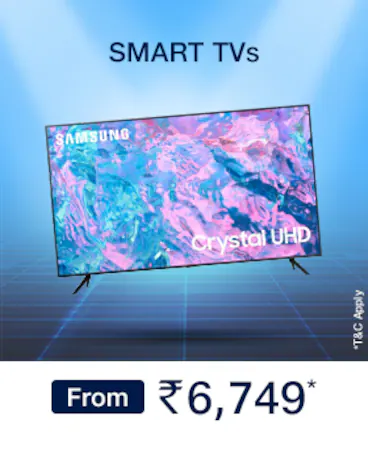 SMART TVs
SAMSUNG
Crystal UHD
*T&C Apply
From ₹6,749*